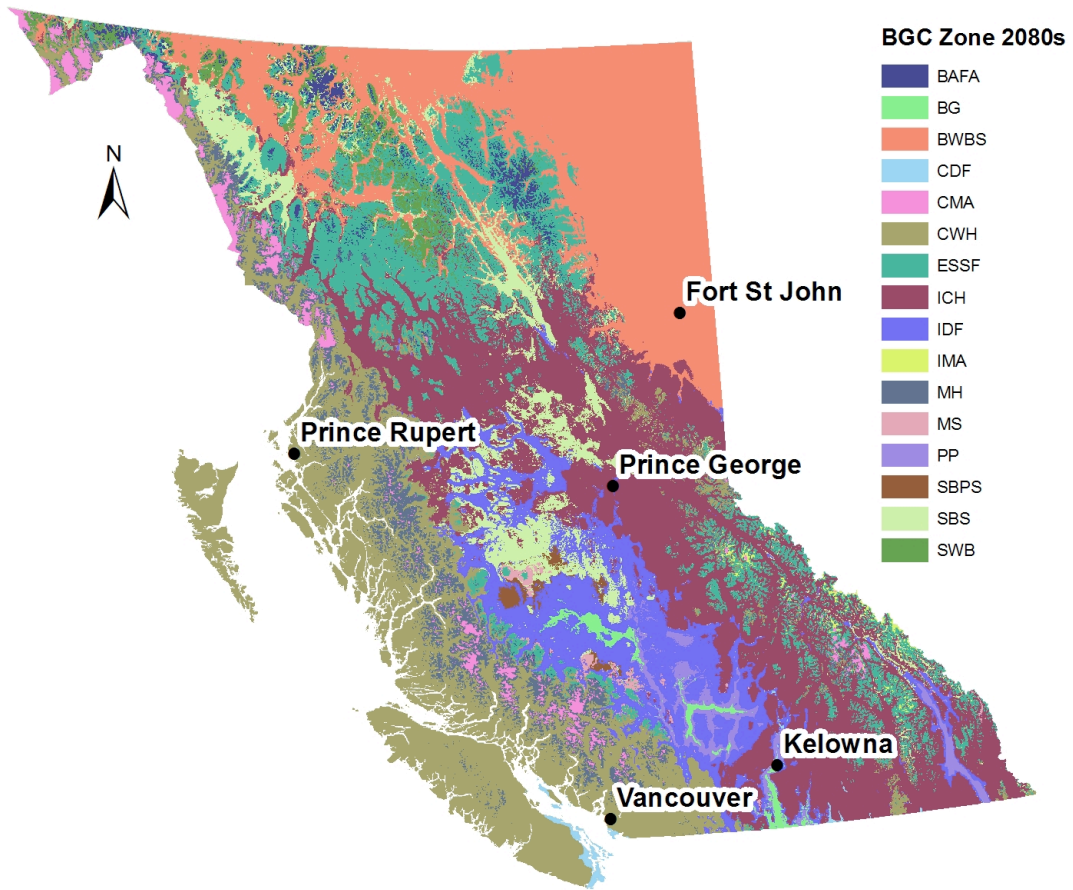 BGC Zone 2080s
BAFA
BG
BWBS
CDF
CMA
CWH
ESSF
ICH
IDF
IMA
MH
MS
PP
SBPS
SBS
SWB
N
Fort St John
Prince Rupert
Prince George
Kelowna
Vancouver